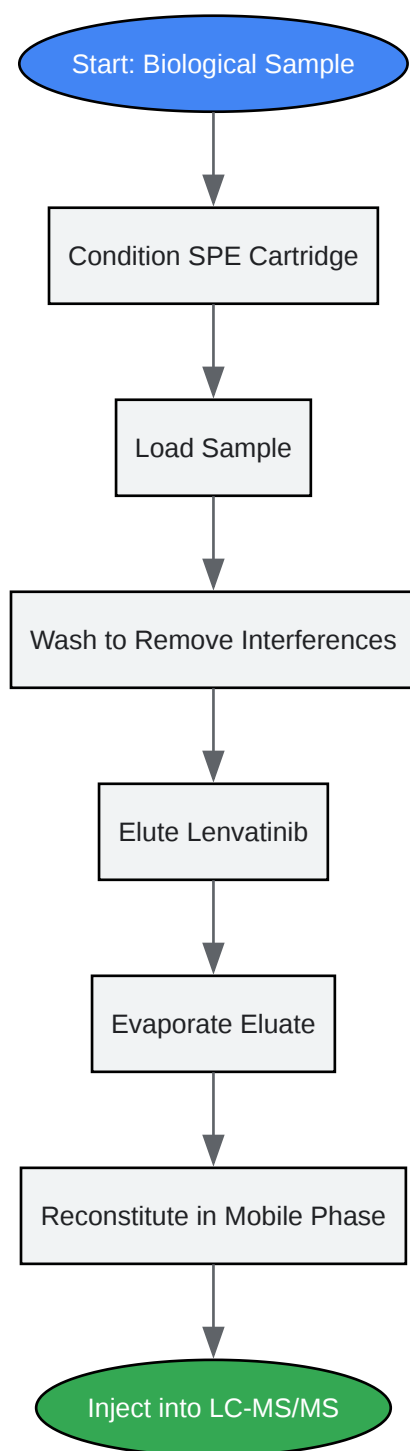 Start: Biological Sample
Condition SPE Cartridge
Load Sample
Wash to Remove Interferences
Elute Lenvatinib
Evaporate Eluate
Reconstitute in Mobile Phase
Inject into LC-MS/MS